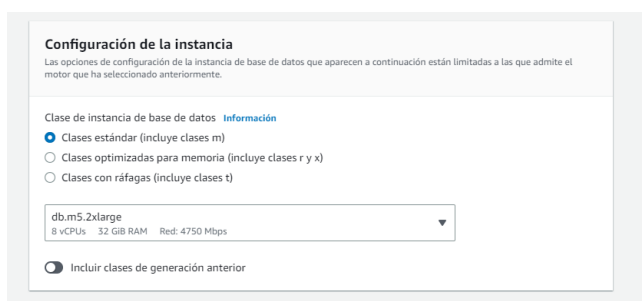 Configuración de la instancia
Las opciones de configuración de la instancia de base de datos que aparecen a continuación están limitadas a las que admite el
motor que ha seleccionado anteriormente.
Clase de instancia de base de datos Información
Clases estándar (incluye clases m)
Clases optimizadas para memoria (incluye clases r y x)
Clases con ráfagas (incluye clases t)
db.m5.2xlarge
8 vCPUs 32 GiB RAM Red: 4750 Mbps
Incluir clases de generación anterior